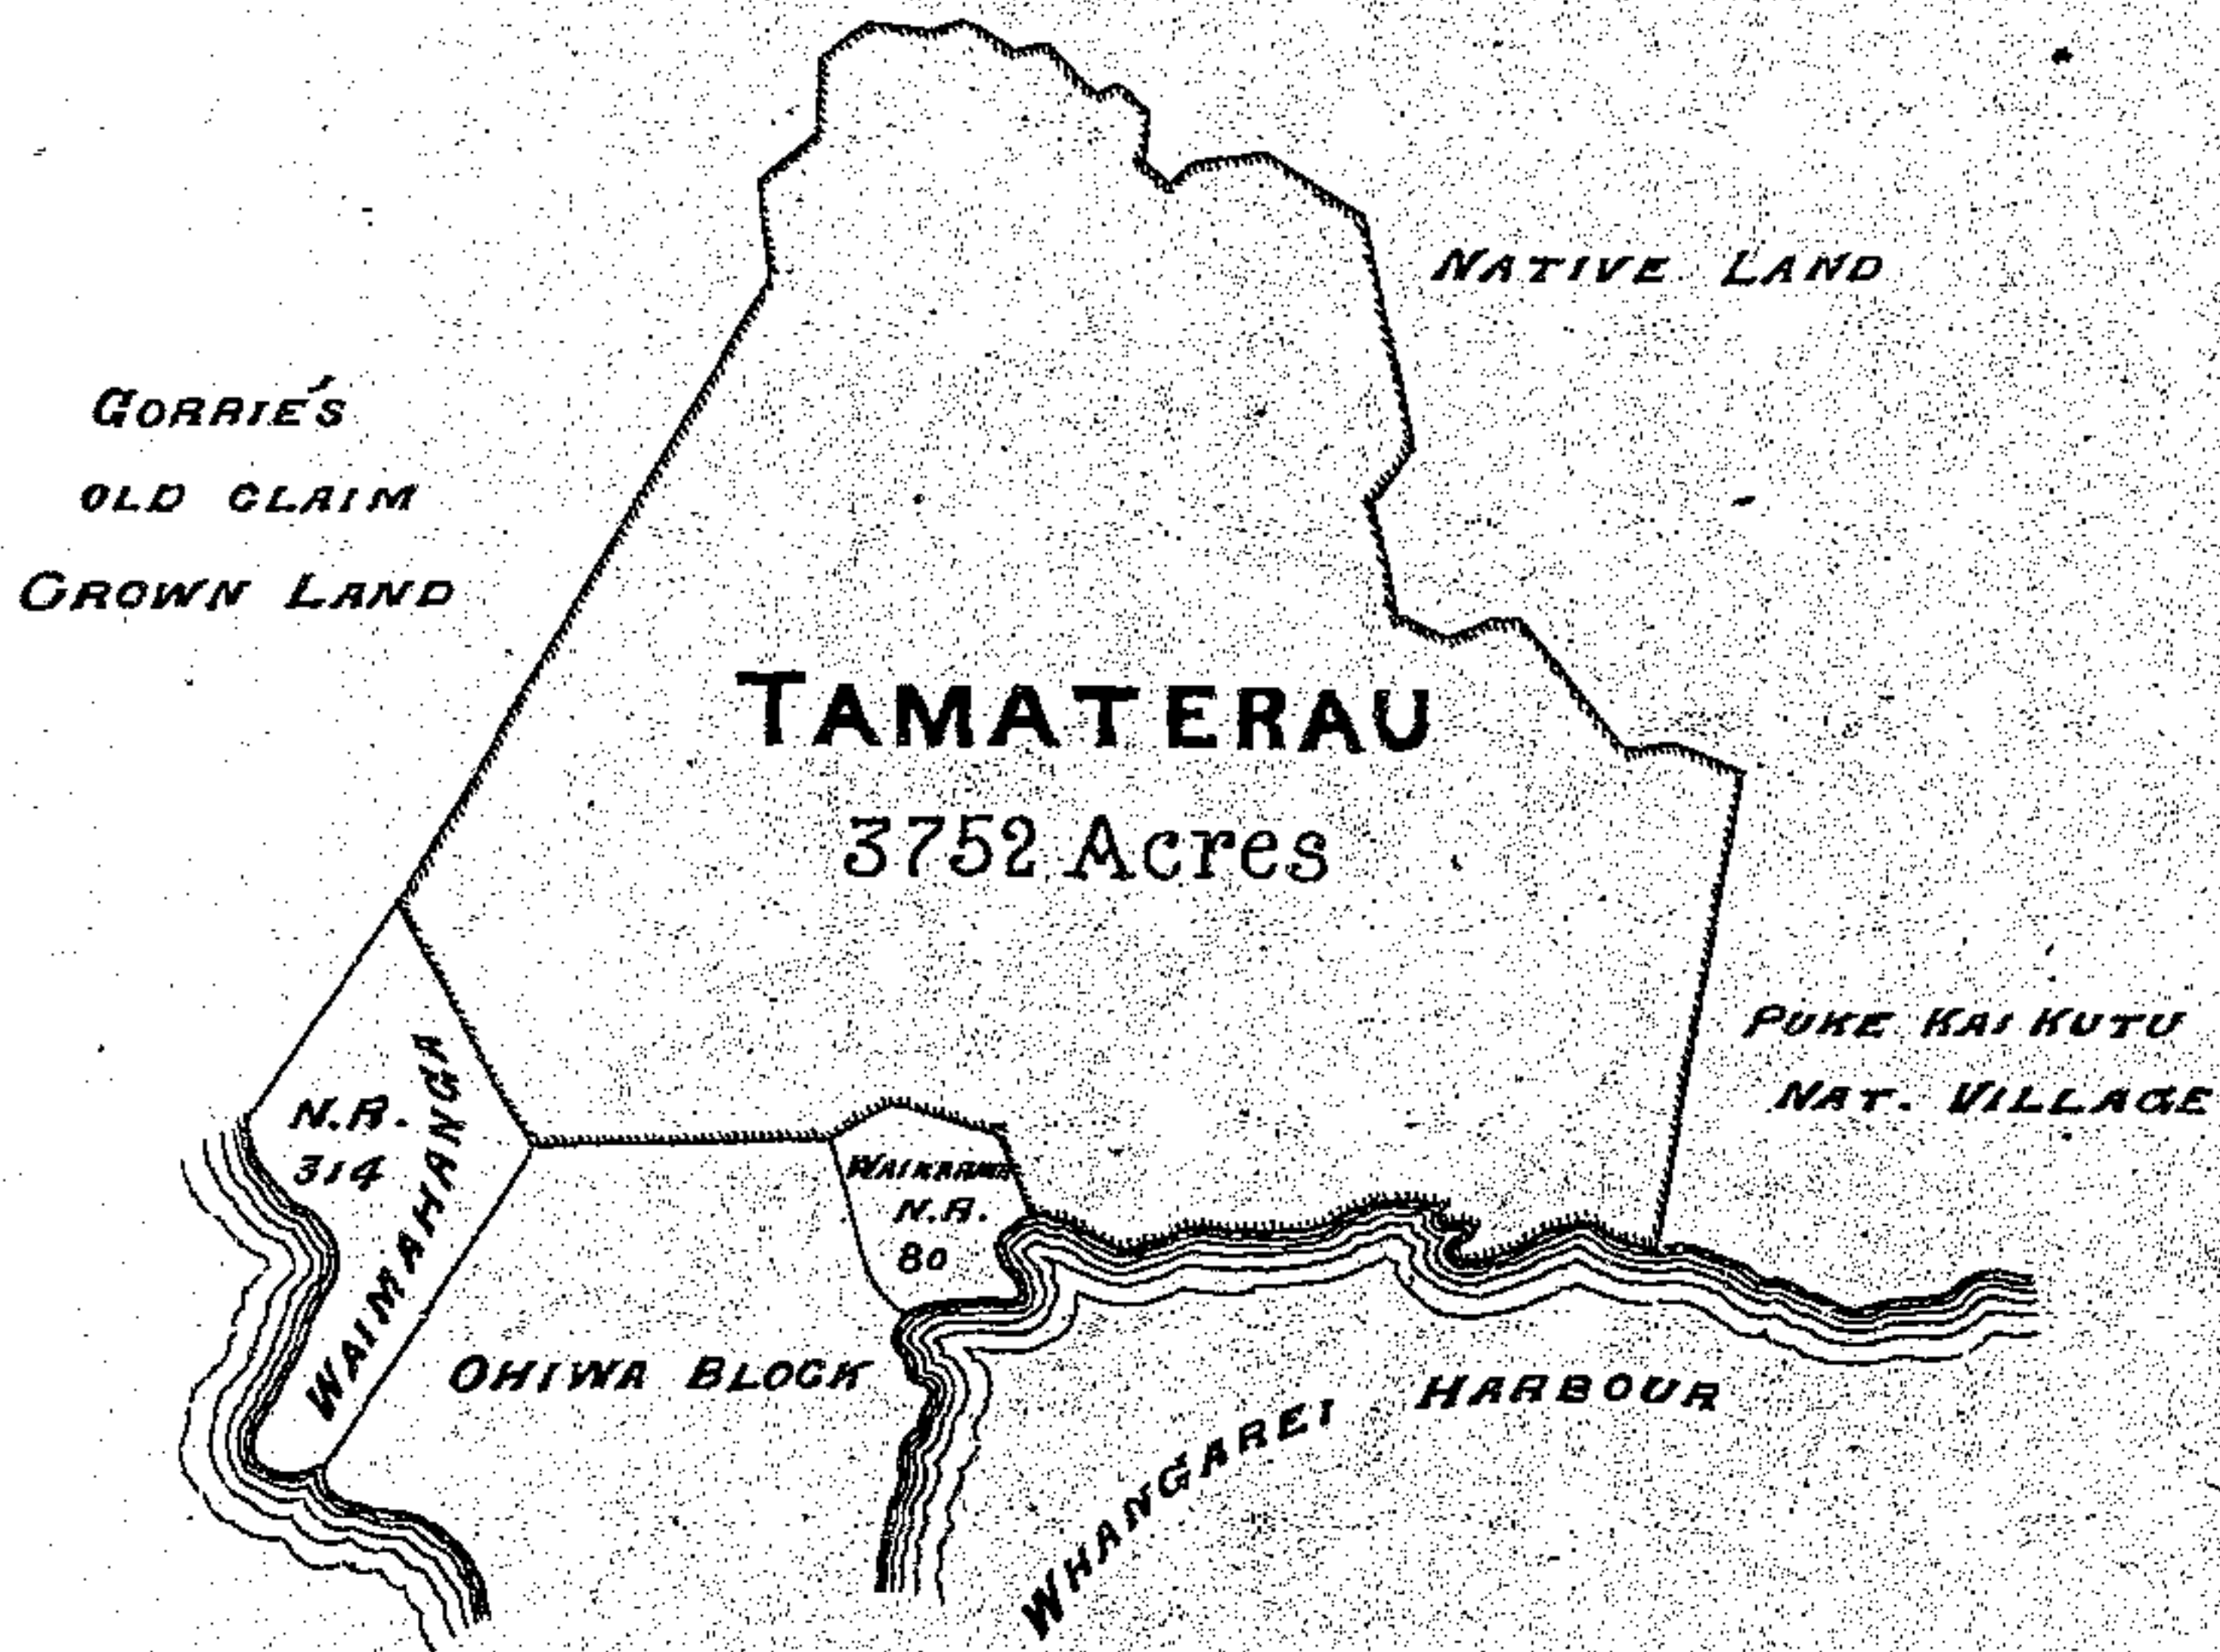 NATIVE LAND
GORRIE'S
OLD CLAIM
CROWN LAND
TAMATERAU
3752 Acres
PUKE KAI KUTU
NAT. VILLAGE
N.R.
314
WAIMAHANGA
N.R.
80
OHIWA BLOCK
WHANGAREI HARBOUR